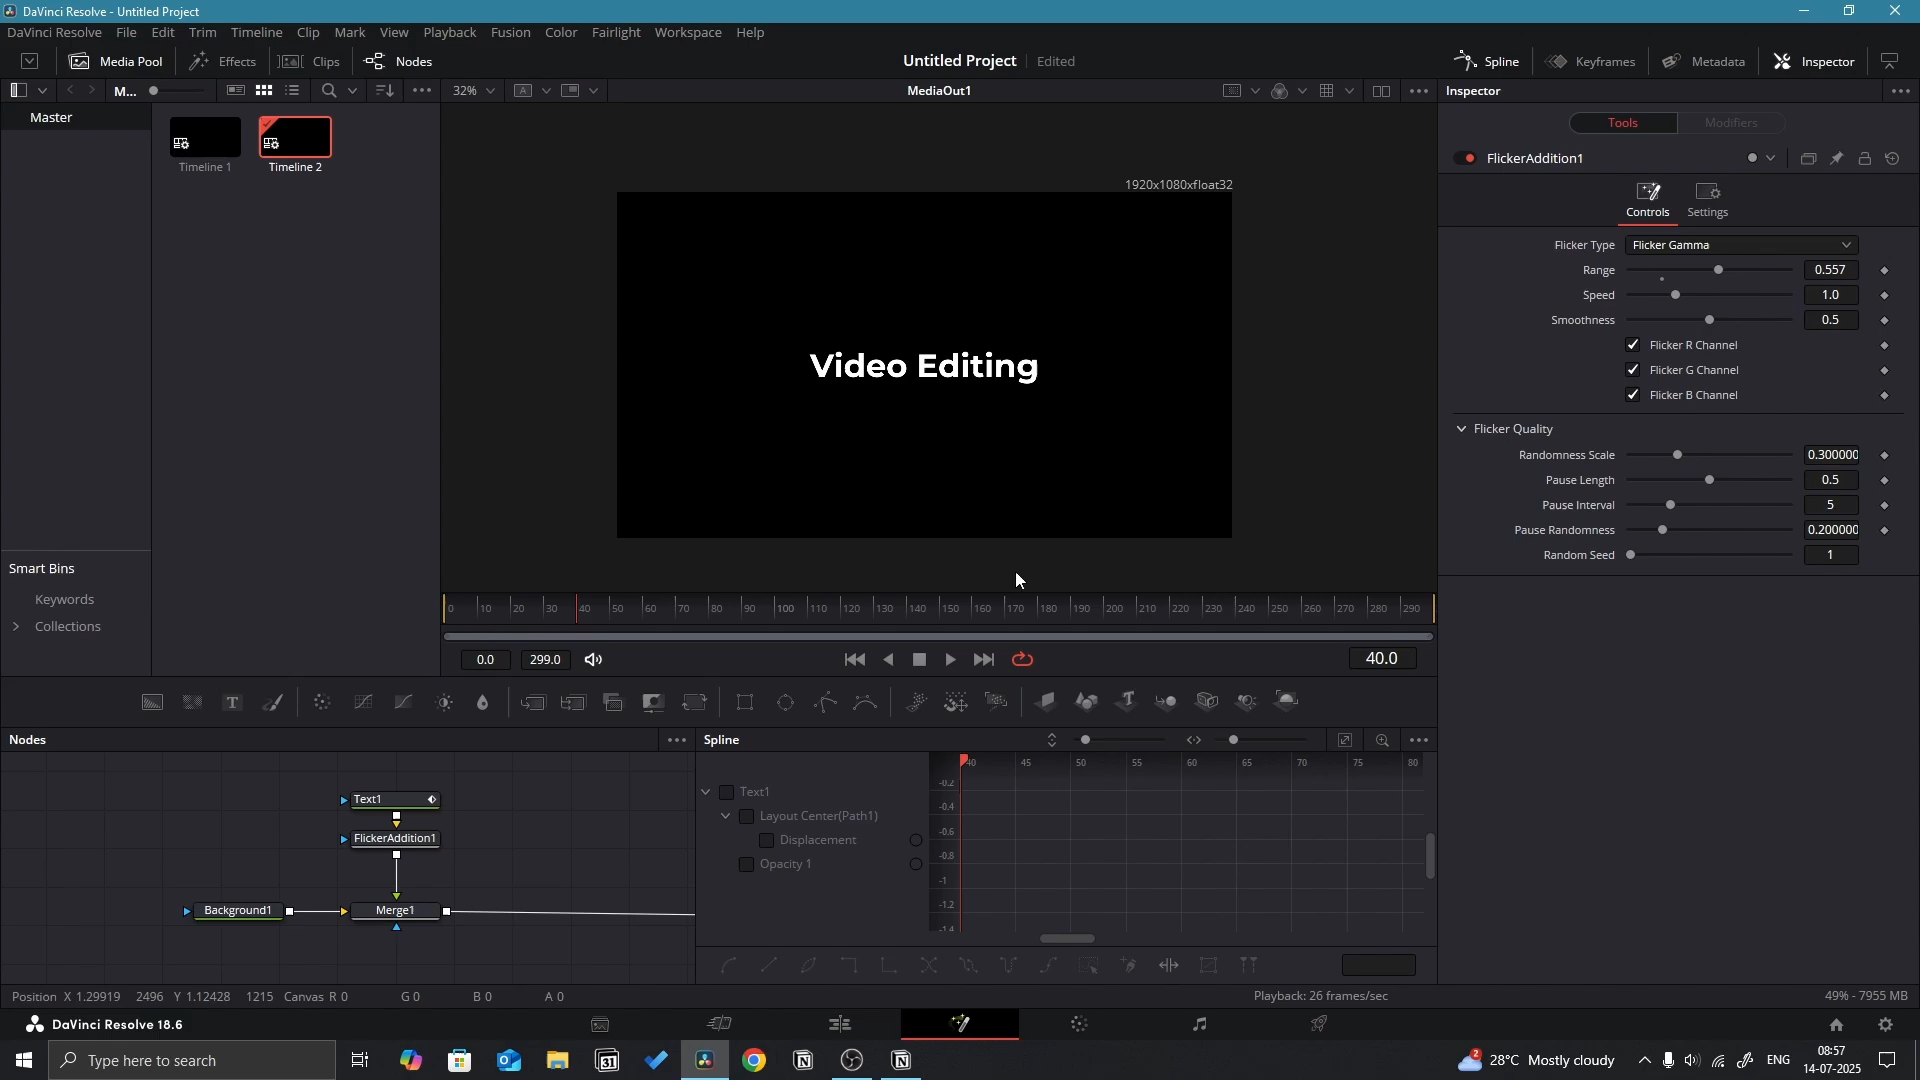 DaVinci Resolve - Untitled Project
DaVinci Resolve File Edit Trim Timeline Clip Mark View Playback Fusion Color Fairlight Workspace Help
Media Pool Effects Clips Nodes Untitled Project Edited Spline Keyframes Metadata Inspector
M... 32% A MediaOut1 Inspector
Master
Timeline 1 Timeline 2
Tools Modifiers
FlickerAddition1
1920x1080xfloat32
Controls Settings
Flicker Type Flicker Gamma
Range 0.557
Speed 1.0
Smoothness 0.5
Flicker R Channel
Flicker G Channel
Flicker B Channel
Video Editing
Flicker Quality
Randomness Scale 0.300000
Pause Length 0.5
Pause Interval 5
Pause Randomness 0.200000
Random Seed 1
Smart Bins
Keywords
Collections
0 10 20 30 40 50 60 70 80 90 100 110 120 130 140 150 160 170 180 190 200 210 220 230 240 250 260 270 280 290
0.0 299.0 40.0
Nodes Spline
40 45 50 55 60 65 70 75 80
Text1
FlickerAddition1
Background1 Merge1
Text1
Layout Center(Path1)
Displacement
Opacity 1
-0.2
-0.4
-0.6
-0.8
-1
-1.2
-1.4
Position X 1.29919 2496 Y 1.12428 1215 Canvas R 0 G 0 B 0 A 0 Playback: 26 frames/sec 49% - 7955 MB
DaVinci Resolve 18.6
Type here to search 31 2 28°C Mostly cloudy ENG 08:57
14-07-2025